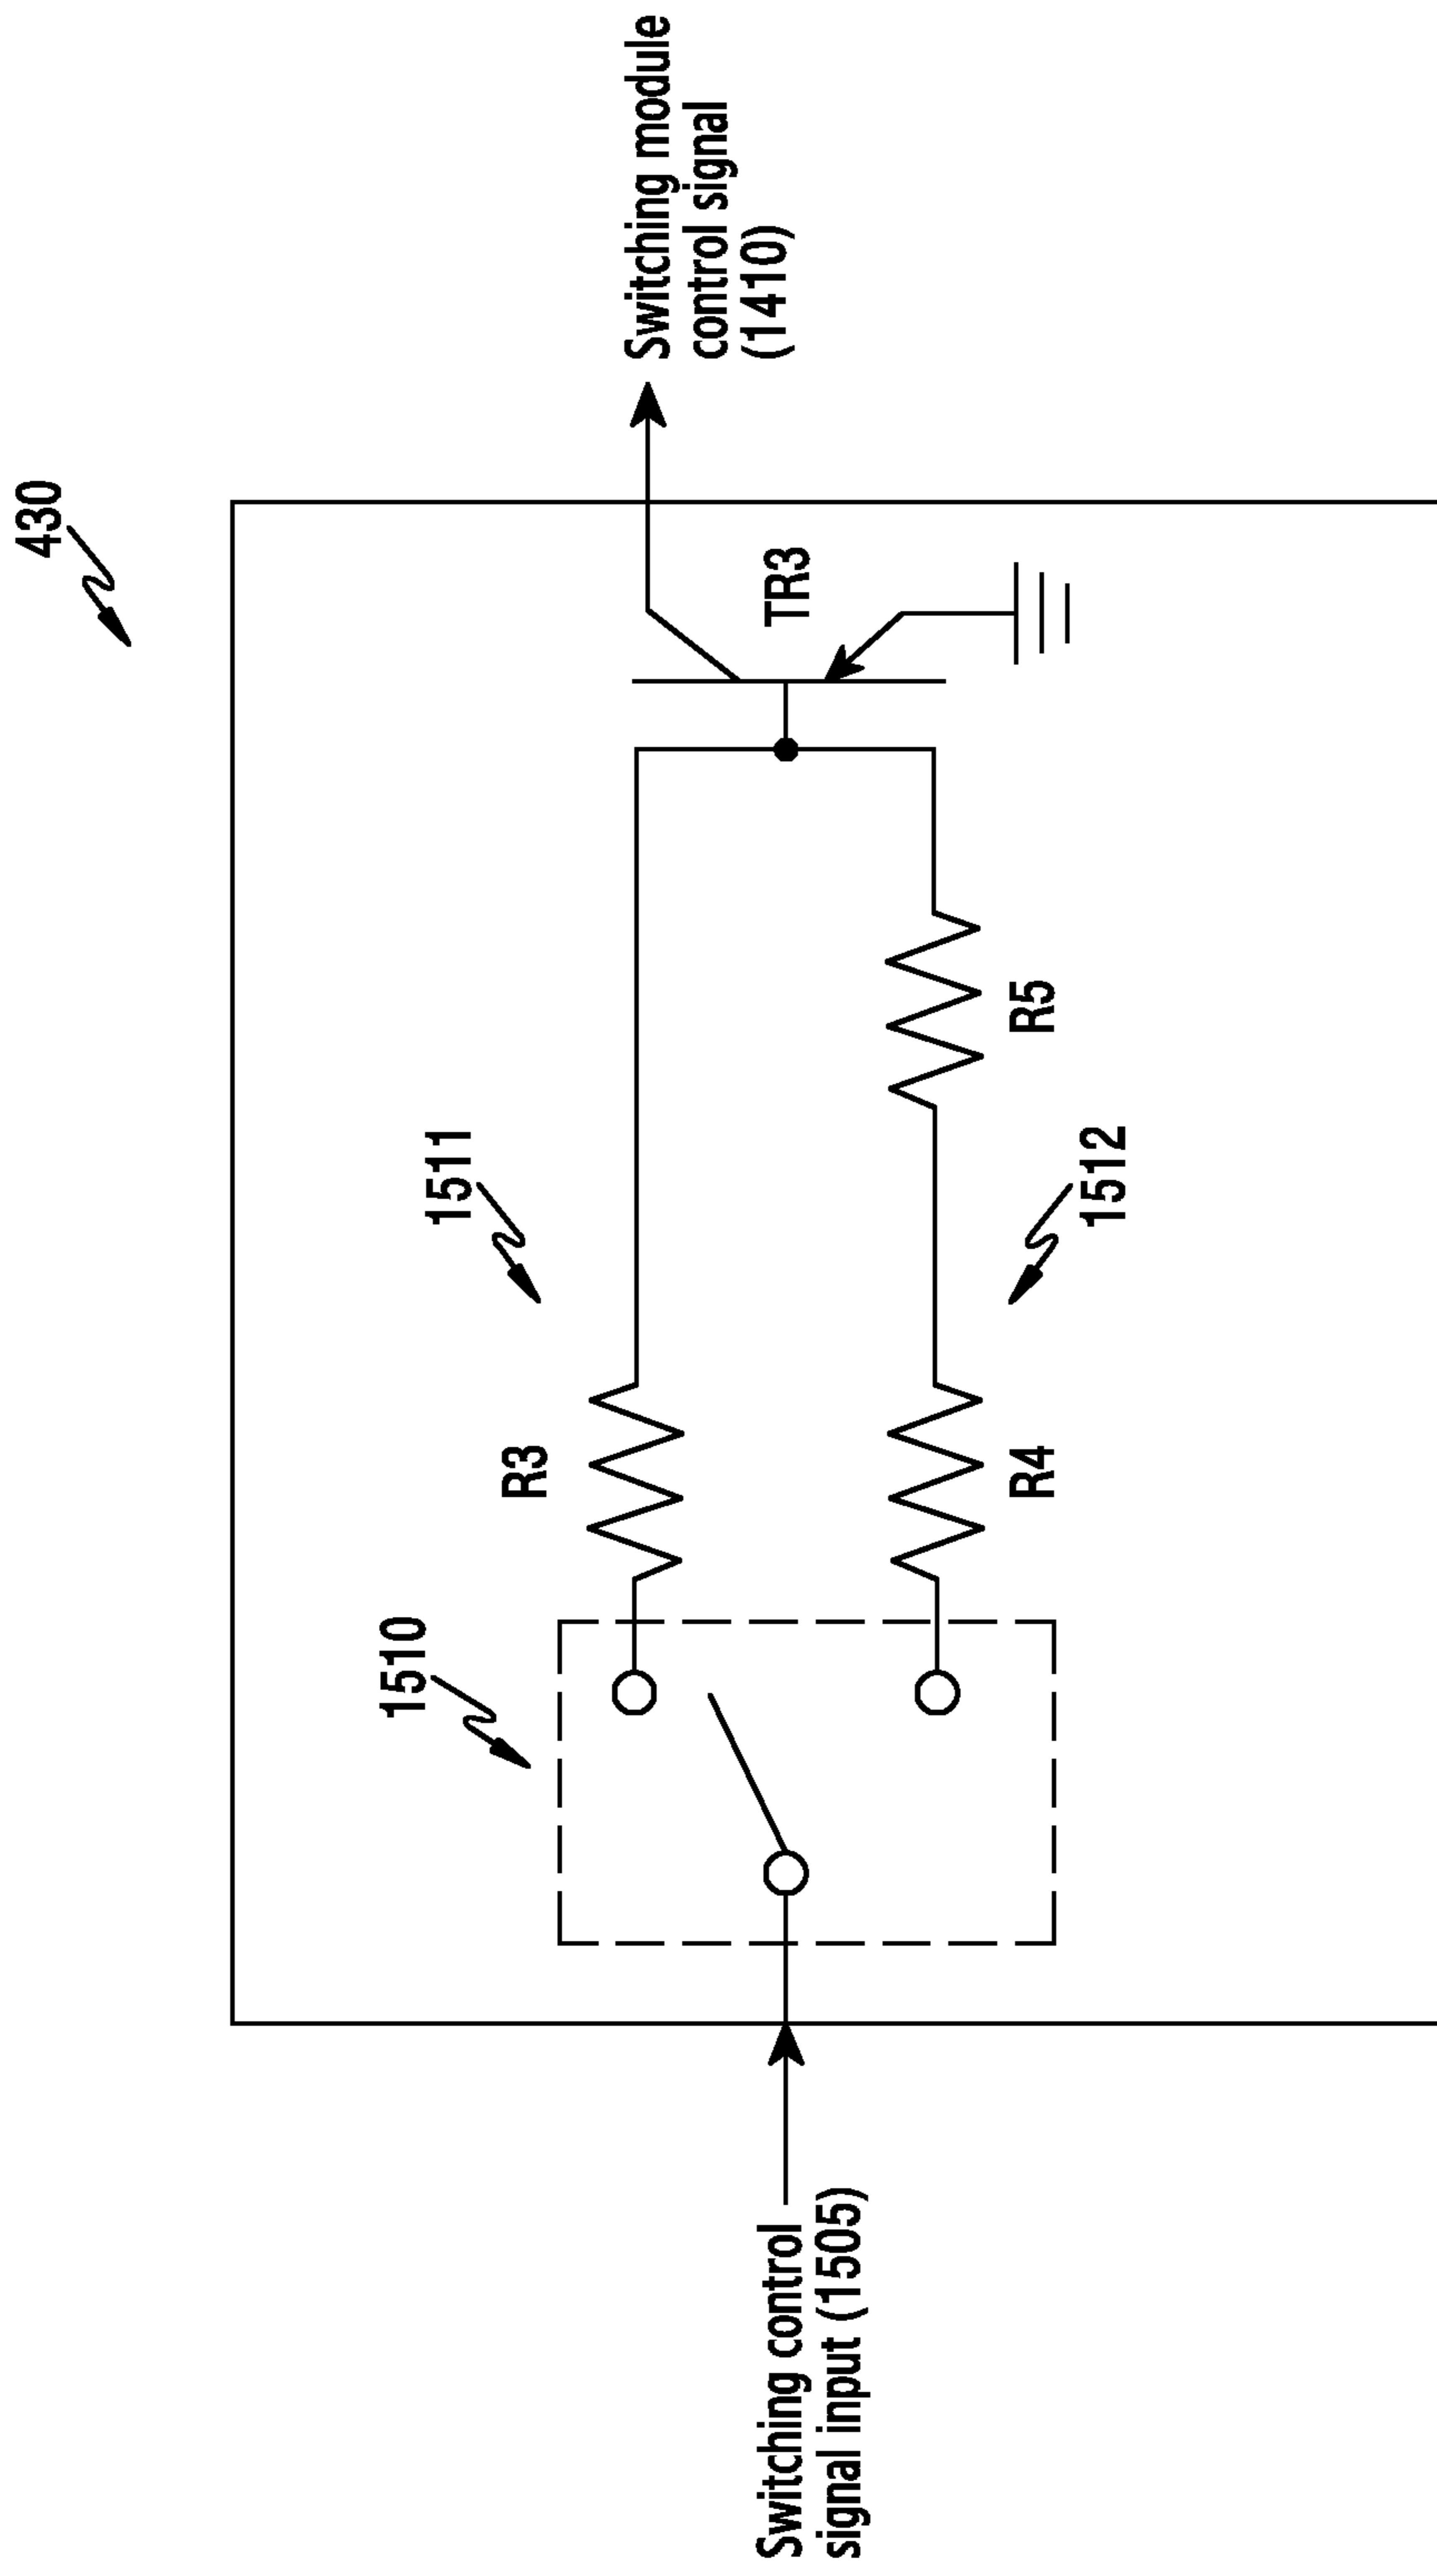 430
Switching module
control signal
(1410)
TR3
1511
R3
R5
1510
R4
1512
Switching control
signal input (1505)